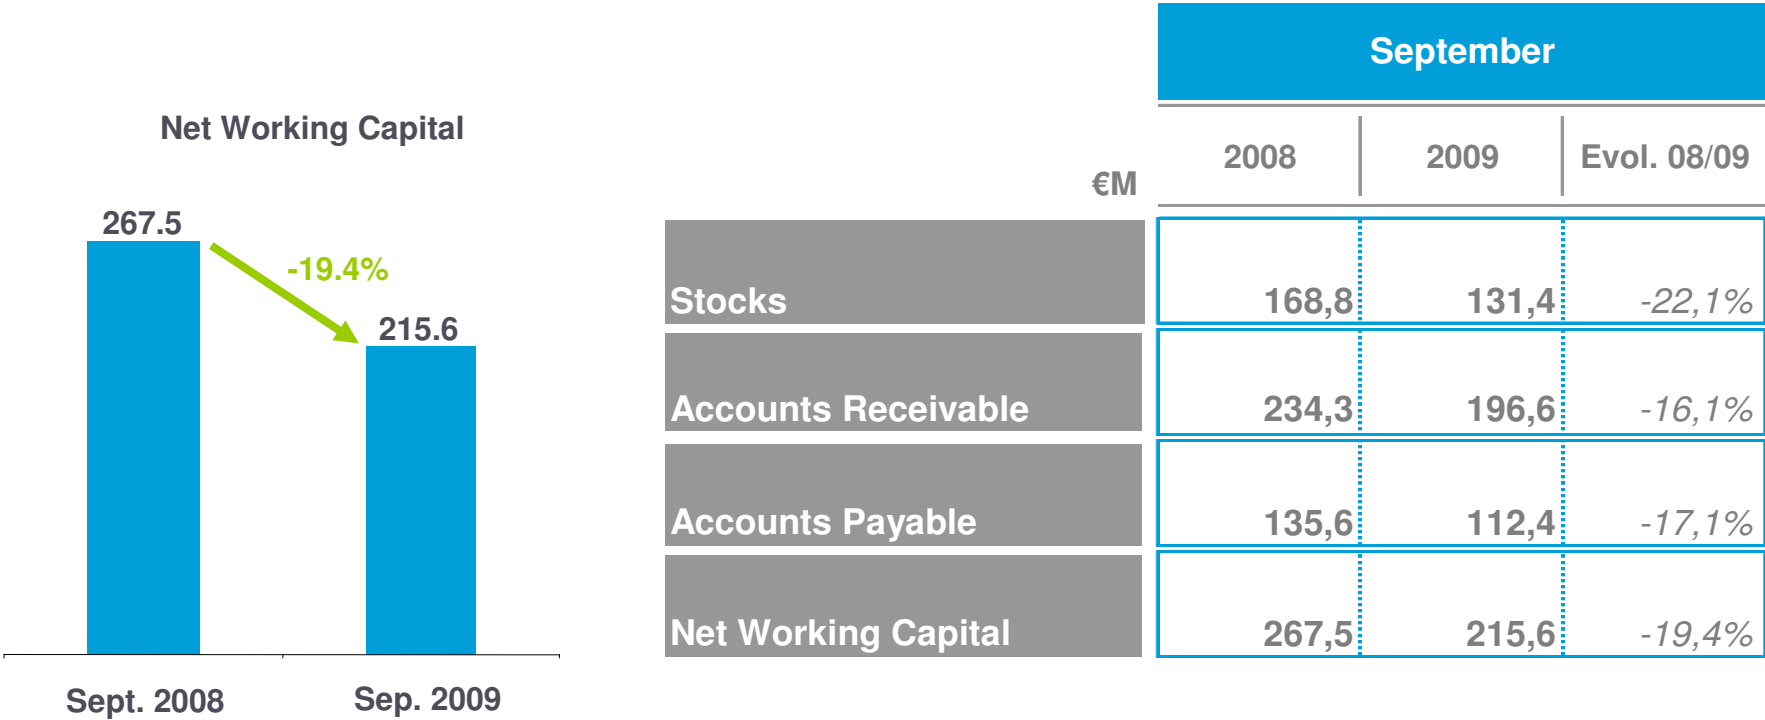 Net Working Capital
267.5
-19.4%
215.6
Sept. 2008
Sep. 2009
September
€M
2008 2009 Evol. 08/09
Stocks 168,8 131,4 -22,1%
Accounts Receivable 234,3 196,6 -16,1%
Accounts Payable 135,6 112,4 -17,1%
Net Working Capital 267,5 215,6 -19,4%